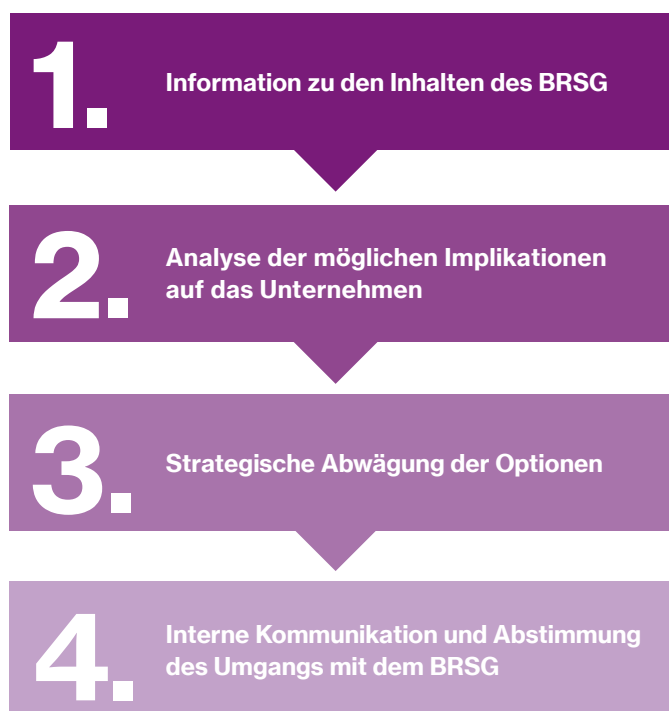 1.
Information zu den Inhalten des BRSG
2.
Analyse der möglichen Implikationen
auf das Unternehmen
3.
Strategische Abwägung der Optionen
4.
Interne Kommunikation und Abstimmung
des Umgangs mit dem BRSG